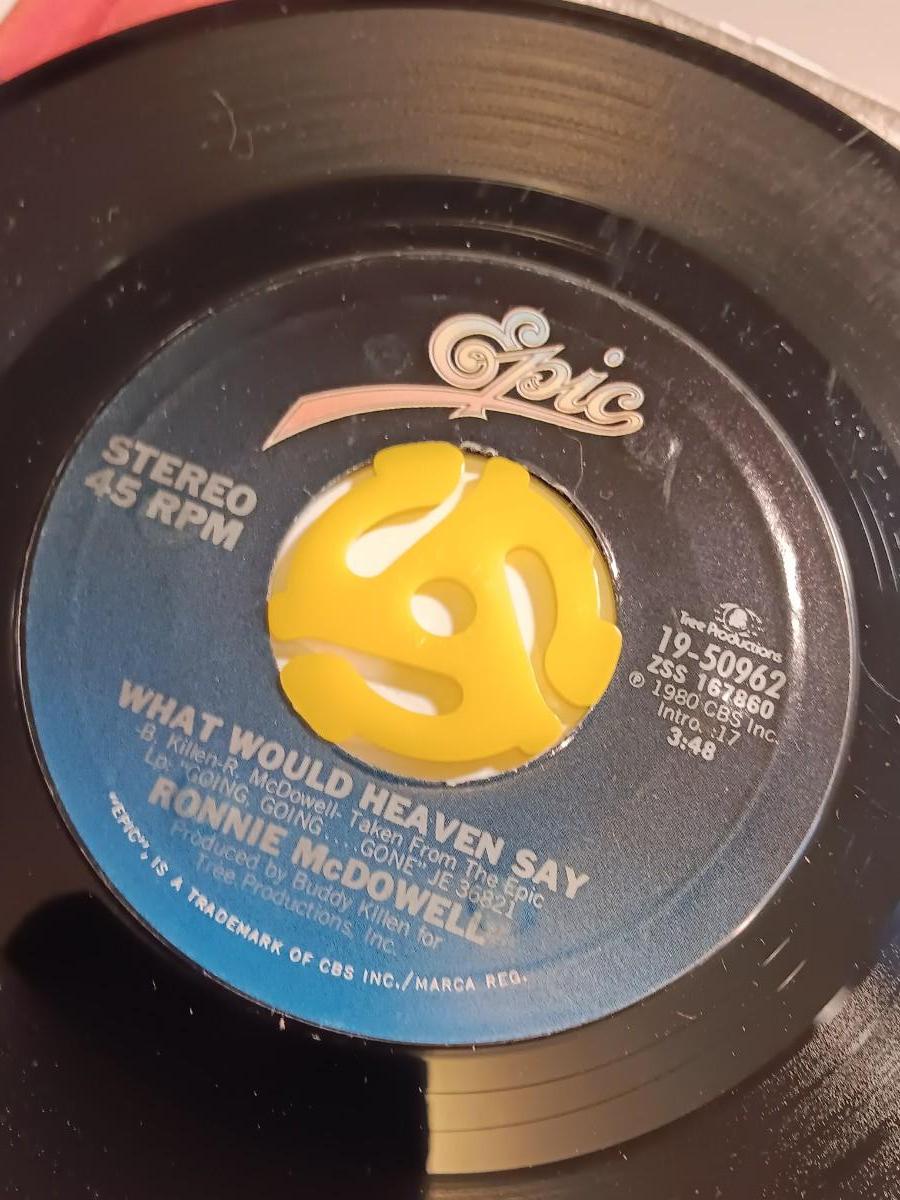 Epic
STEREO
45 RPM
Tree Productions
19-50962
ZSS 167860
℗ 1980 CBS Inc.
Intro. :17
3:48
WHAT WOULD HEAVEN SAY
-B. Killen-R. McDowell- Taken From The Epic
Lp: "GOING, GOING....GONE" JE 36821
RONNIE McDOWELL
Produced by Buddy Killen for
Tree Productions, Inc.
"EPIC", IS A TRADEMARK OF CBS INC./MARCA REG.